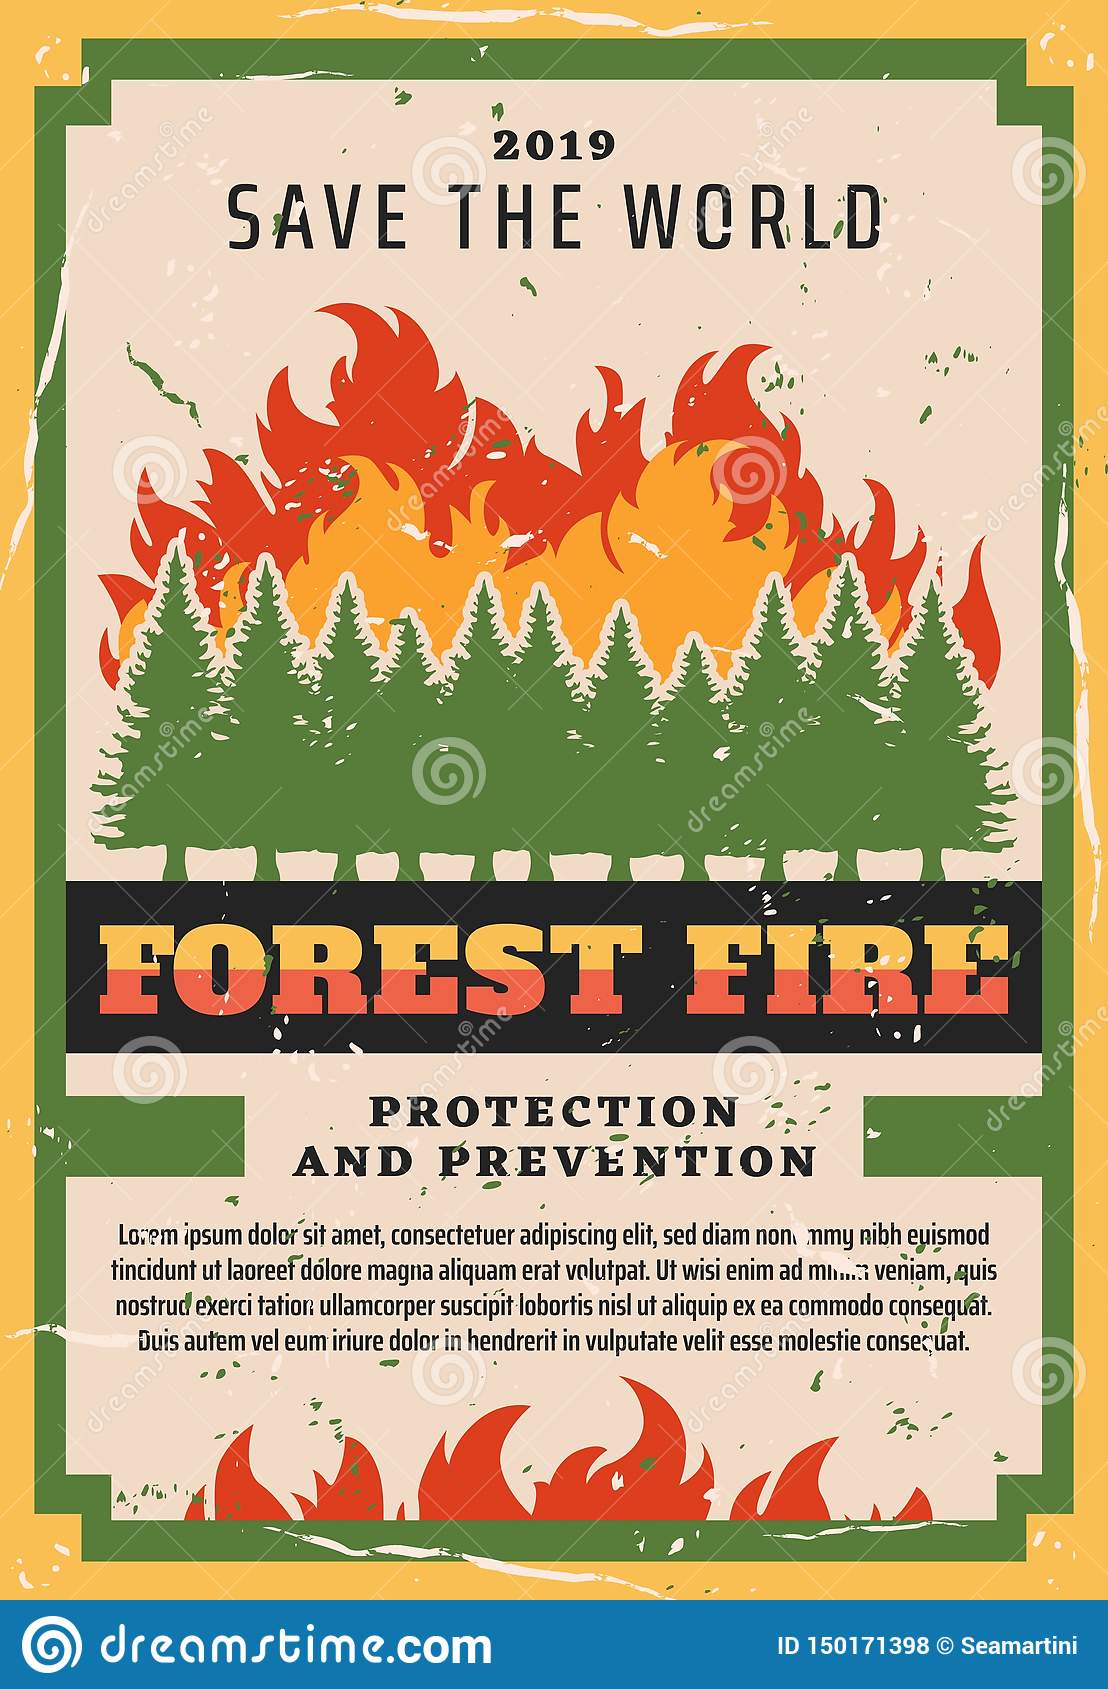 2019
SAVE THE WORLD
FOREST FIRE
PROTECTION
AND PREVENTION
Lorem ipsum dolor sit amet, consectetuer adipiscing elit, sed diam nonummy nibh euismod
tincidunt ut laoreet dolore magna aliquam erat volutpat. Ut wisi enim ad minim veniam, quis
nostrud exerci tation ullamcorper suscipit lobortis nisl ut aliquip ex ea commodo consequat.
Duis autem vel eum iriure dolor in hendrerit in vulputate velit esse molestie consequat.
dreamstime.com
ID 150171398 © Seamartini